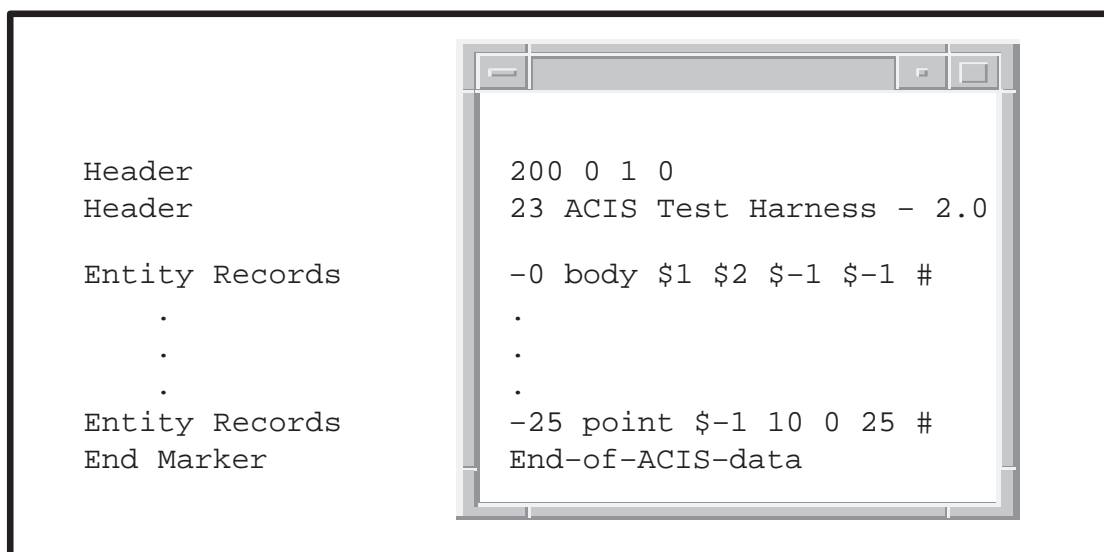 Header 200 0 1 0
Header 23 ACIS Test Harness - 2.0
Entity Records -0 body $1 $2 $-1 $-1 #
. .
. .
. .
Entity Records -25 point $-1 10 0 25 #
End Marker End-of-ACIS-data